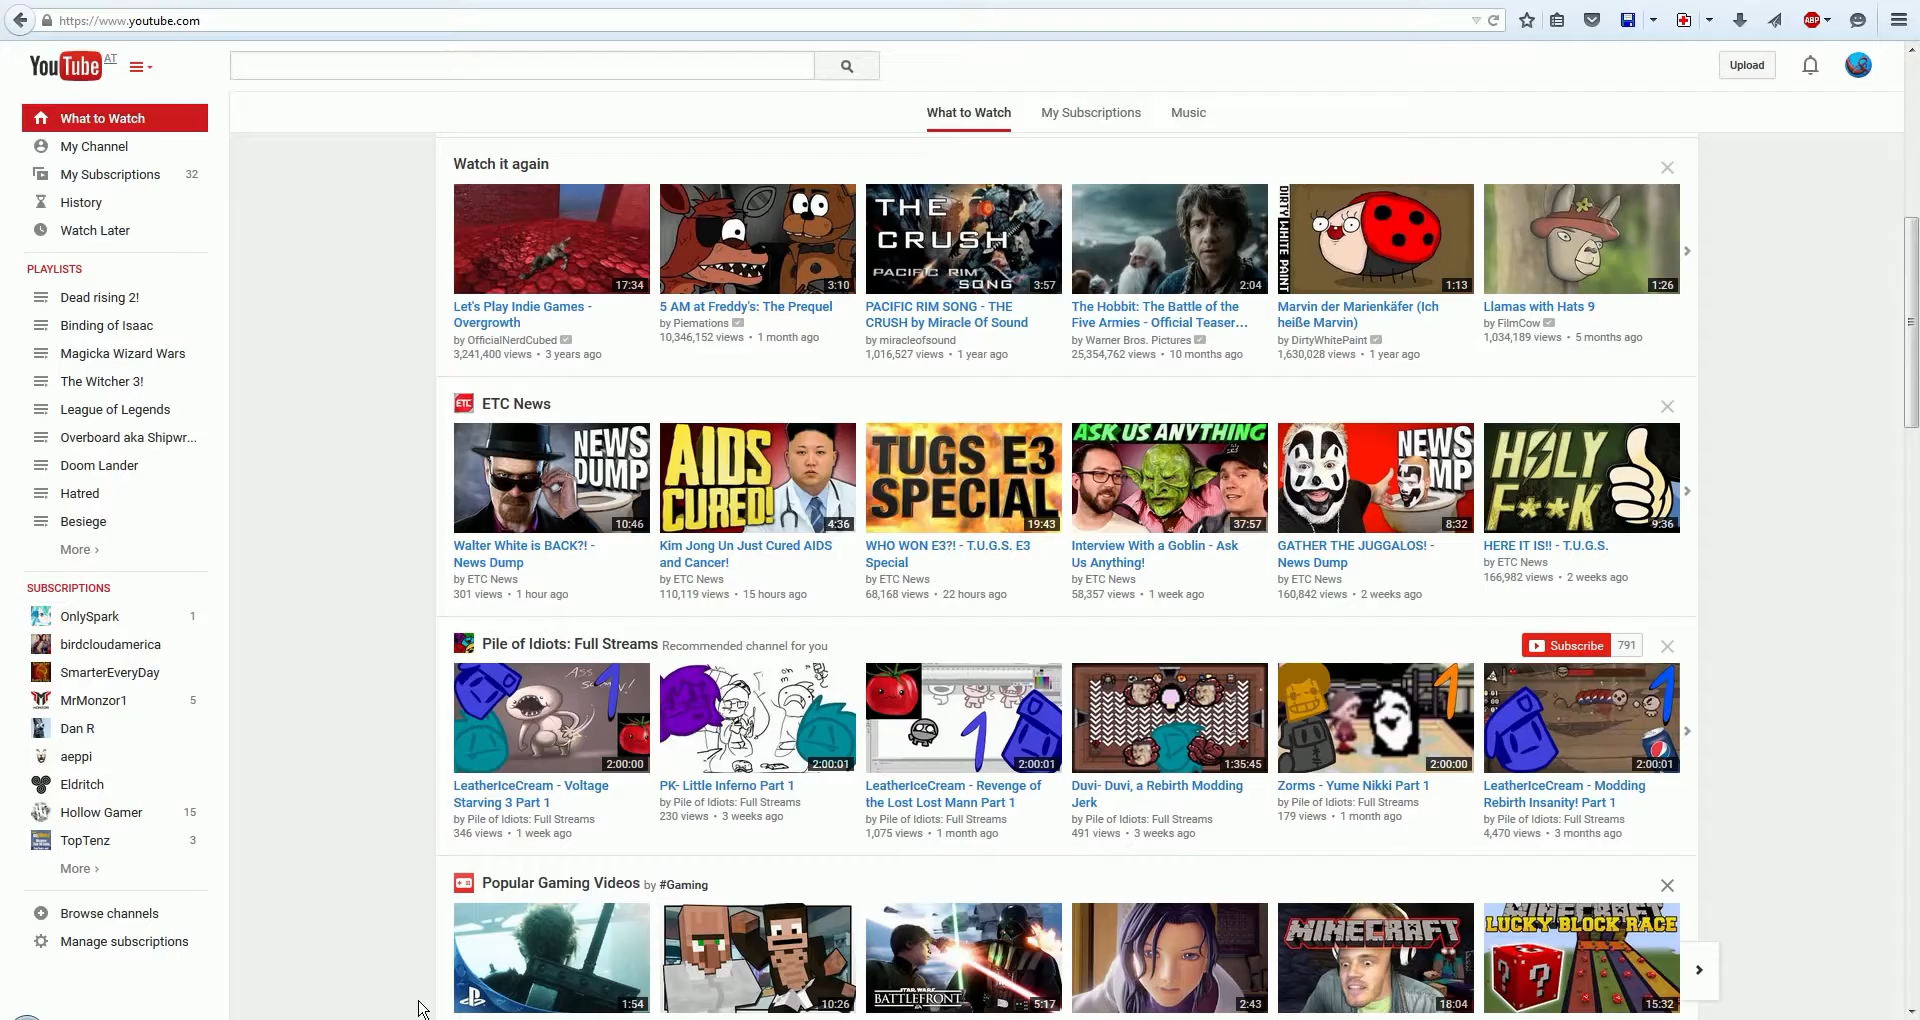 https://www.youtube.com
ABP
YouTube AT
Upload
What to Watch
My Subscriptions
Music
What to Watch
My Channel
My Subscriptions 32
History
Watch Later
PLAYLISTS
Dead rising 2!
Binding of Isaac
Magicka Wizard Wars
The Witcher 3!
League of Legends
Overboard aka Shipwr...
Doom Lander
Hatred
Besiege
More ›
SUBSCRIPTIONS
OnlySpark 1
birdcloudamerica
SmarterEveryDay
MrMonzor1 5
Dan R
aeppi
Eldritch
Hollow Gamer 15
TopTenz 3
More ›
Browse channels
Manage subscriptions
Watch it again
17:34
Let's Play Indie Games -
Overgrowth
by OfficialNerdCubed
3,241,400 views • 3 years ago
3:10
5 AM at Freddy's: The Prequel
by Piemations
10,346,152 views • 1 month ago
THE
CRUSH
PACIFIC RIM
SONG
3:57
PACIFIC RIM SONG - THE
CRUSH by Miracle Of Sound
by miracleofsound
1,016,527 views • 1 year ago
2:04
The Hobbit: The Battle of the
Five Armies - Official Teaser...
by Warner Bros. Pictures
25,354,762 views • 10 months ago
DIRTY WHITE PAINT
1:13
Marvin der Marienkäfer (Ich
heiße Marvin)
by DirtyWhitePaint
1,630,028 views • 1 year ago
1:26
Llamas with Hats 9
by FilmCow
1,034,189 views • 5 months ago
ETC
ETC News
NEWS
DUMP
10:46
Walter White is BACK?! -
News Dump
by ETC News
301 views • 1 hour ago
AIDS
CURED!
4:36
Kim Jong Un Just Cured AIDS
and Cancer!
by ETC News
110,119 views • 15 hours ago
TUGS E3
SPECIAL
19:43
WHO WON E3?! - T.U.G.S. E3
Special
by ETC News
68,168 views • 22 hours ago
ASK US ANYTHING!
37:57
Interview With a Goblin - Ask
Us Anything!
by ETC News
58,357 views • 1 week ago
NEWS
DUMP
8:32
GATHER THE JUGGALOS! -
News Dump
by ETC News
160,842 views • 2 weeks ago
HOLY
F**K
9:36
HERE IT IS!! - T.U.G.S.
by ETC News
166,982 views • 2 weeks ago
Pile of Idiots: Full Streams Recommended channel for you
Subscribe 791
1
2:00:00
LeatherIceCream - Voltage
Starving 3 Part 1
by Pile of Idiots: Full Streams
346 views • 1 week ago
2:00:01
PK- Little Inferno Part 1
by Pile of Idiots: Full Streams
230 views • 3 weeks ago
1
2:00:01
LeatherIceCream - Revenge of
the Lost Lost Mann Part 1
by Pile of Idiots: Full Streams
1,075 views • 1 month ago
1:35:45
Duvi- Duvi, a Rebirth Modding
Jerk
by Pile of Idiots: Full Streams
491 views • 3 weeks ago
1
2:00:00
Zorms - Yume Nikki Part 1
by Pile of Idiots: Full Streams
179 views • 1 month ago
1
2:00:01
LeatherIceCream - Modding
Rebirth Insanity! Part 1
by Pile of Idiots: Full Streams
4,470 views • 3 months ago
Popular Gaming Videos by #Gaming
1:54
10:26
STAR WARS
BATTLEFRONT
5:17
2:43
MINECRAFT
18:04
MINECRAFT
LUCKY BLOCK RACE
? ?
15:32